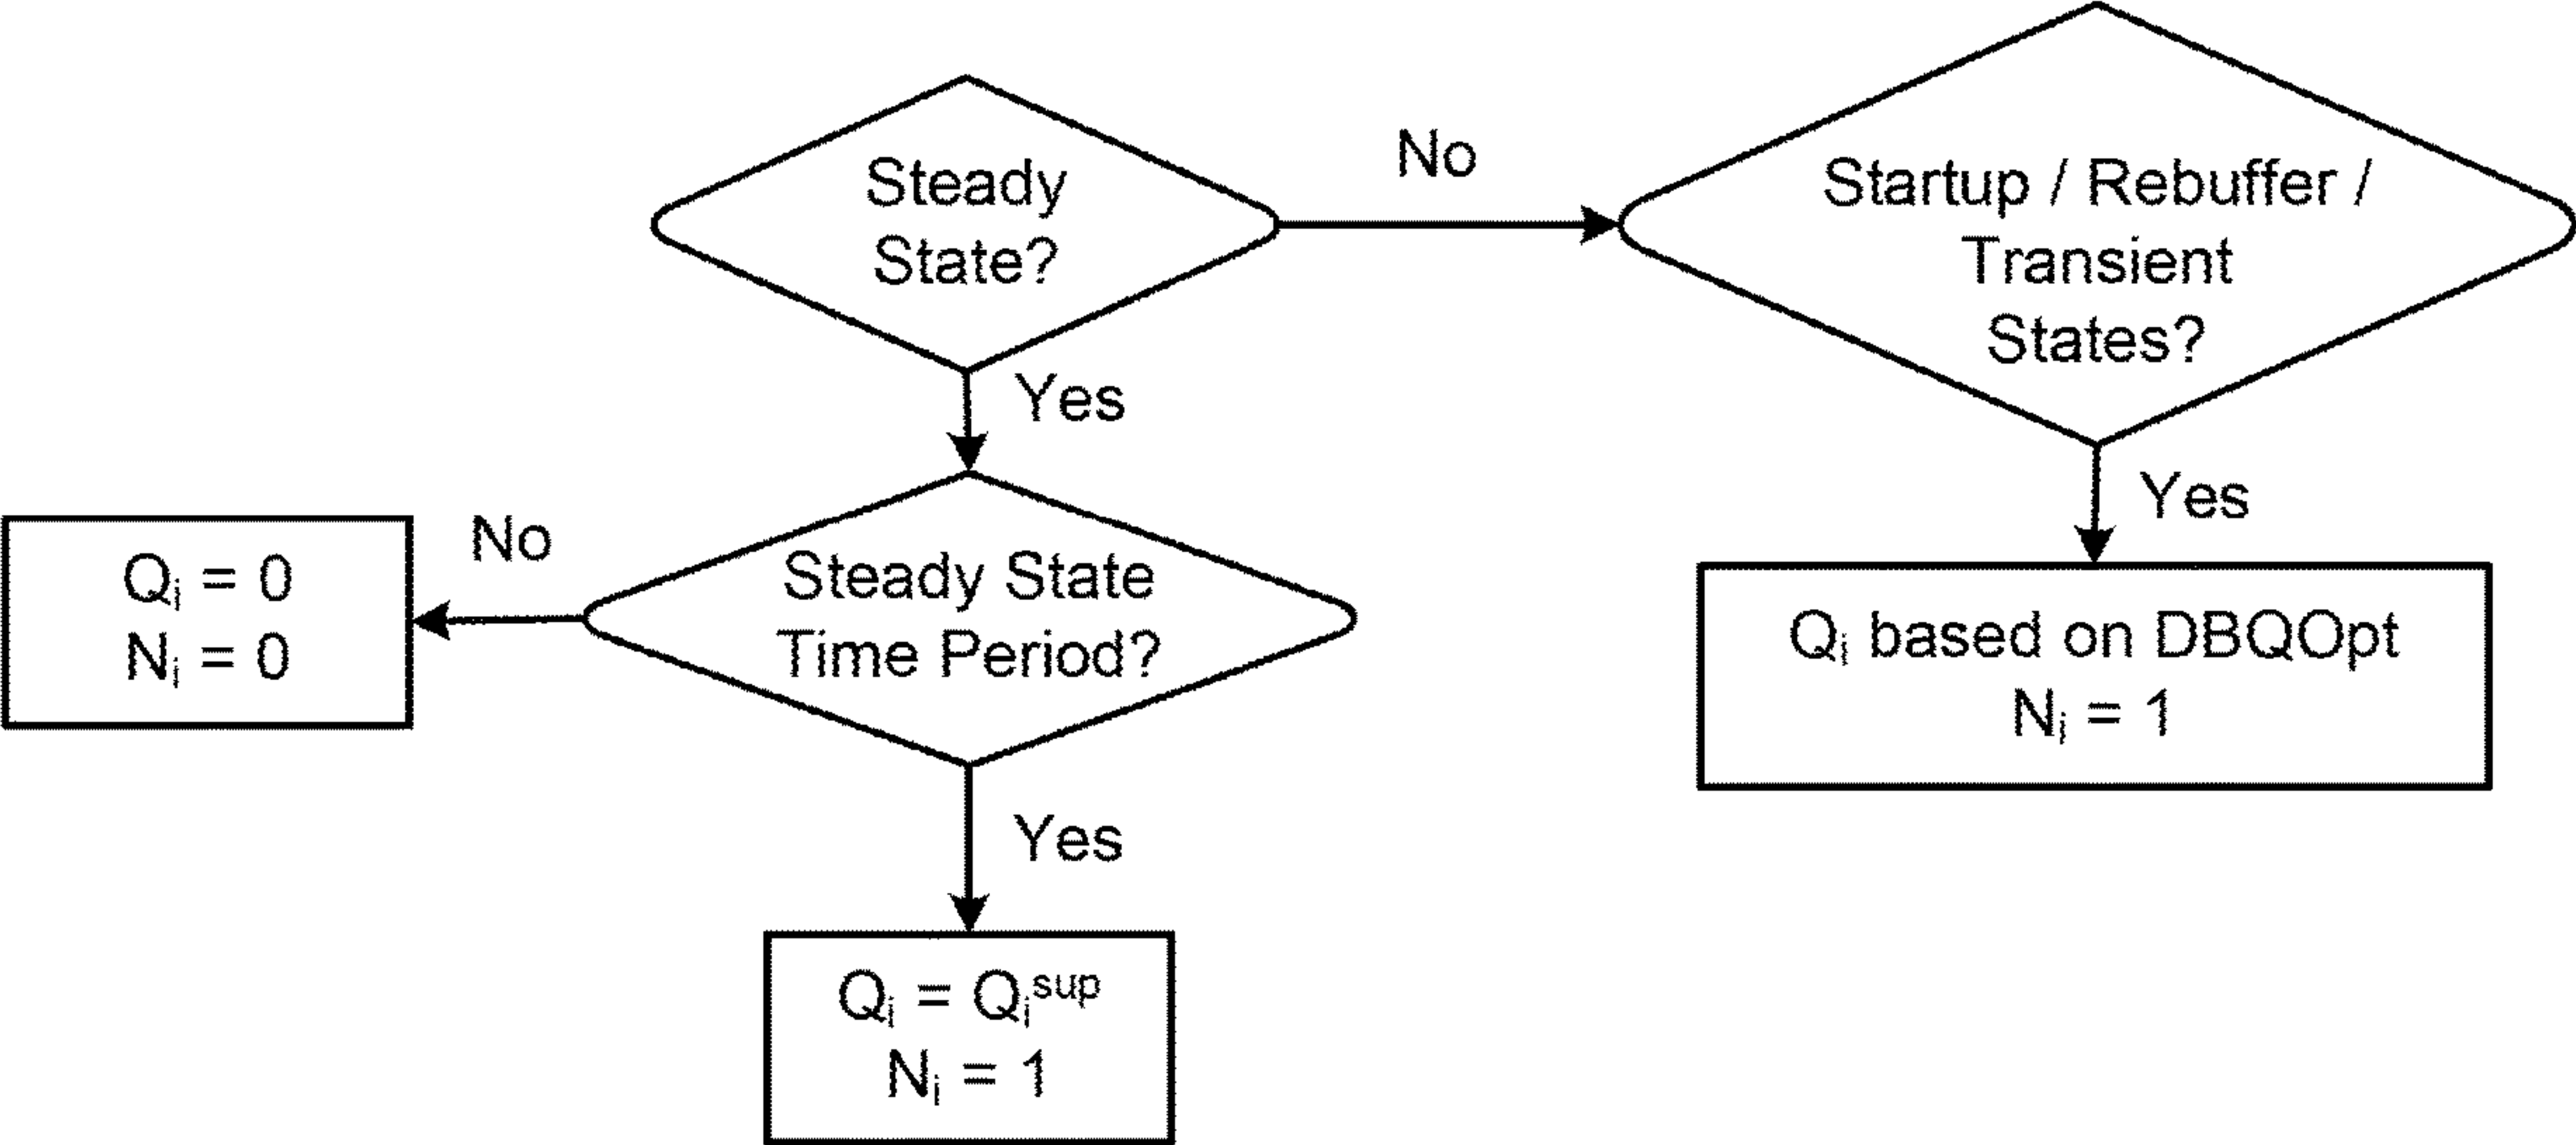 Steady
State?
No
Startup / Rebuffer /
Transient
States?
Yes
Yes
No
Qᵢ = 0
Nᵢ = 0
Steady State
Time Period?
Qᵢ based on DBQOpt
Nᵢ = 1
Yes
Qᵢ = Qᵢˢᵘᵖ
Nᵢ = 1